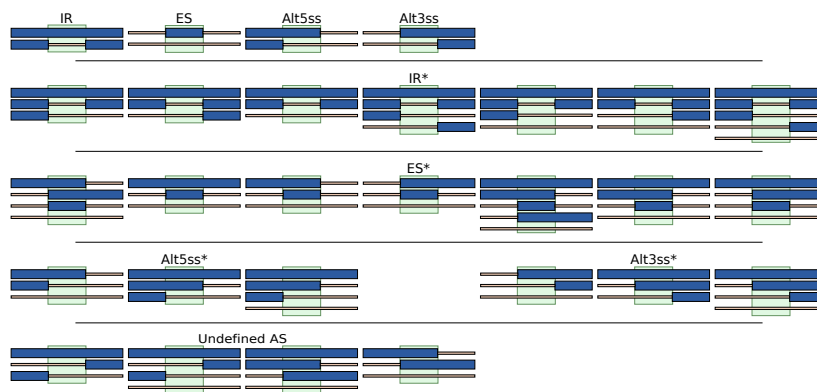 IR ES Alt5ss Alt3ss
IR*
ES*
Alt5ss* Alt3ss*
Undefined AS